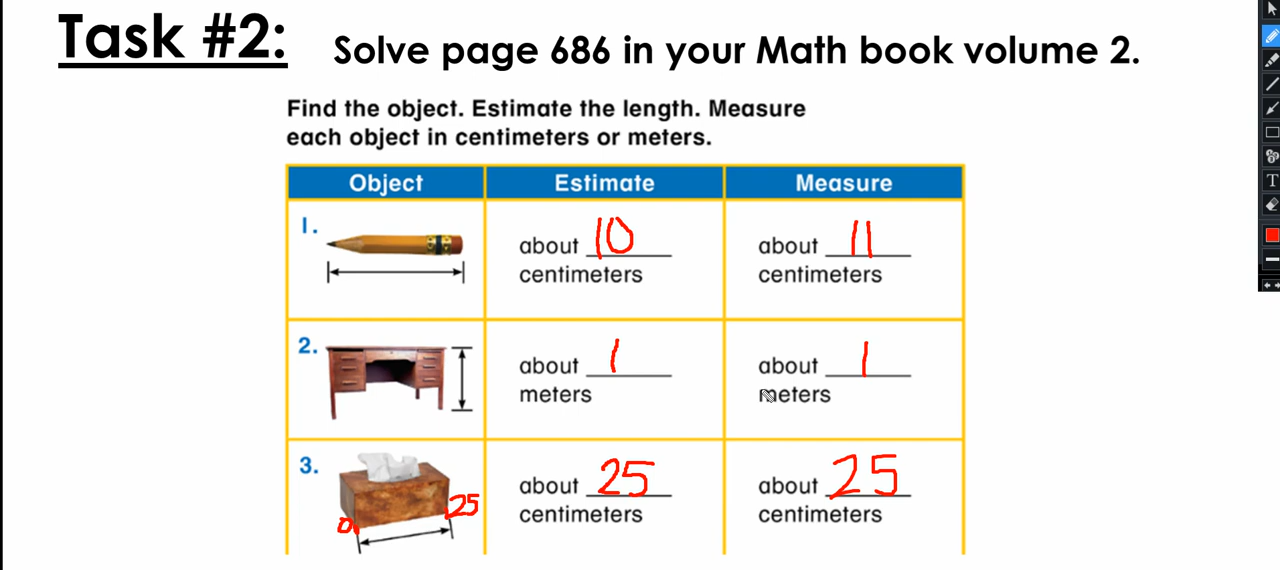 Task #2: Solve page 686 in your Math book volume 2.
Find the object. Estimate the length. Measure
each object in centimeters or meters.
Object Estimate Measure
1. about 10 about 11
centimeters centimeters
2. about 1 about 1
meters meters
3. about 25 about 25
0 25 centimeters centimeters
T